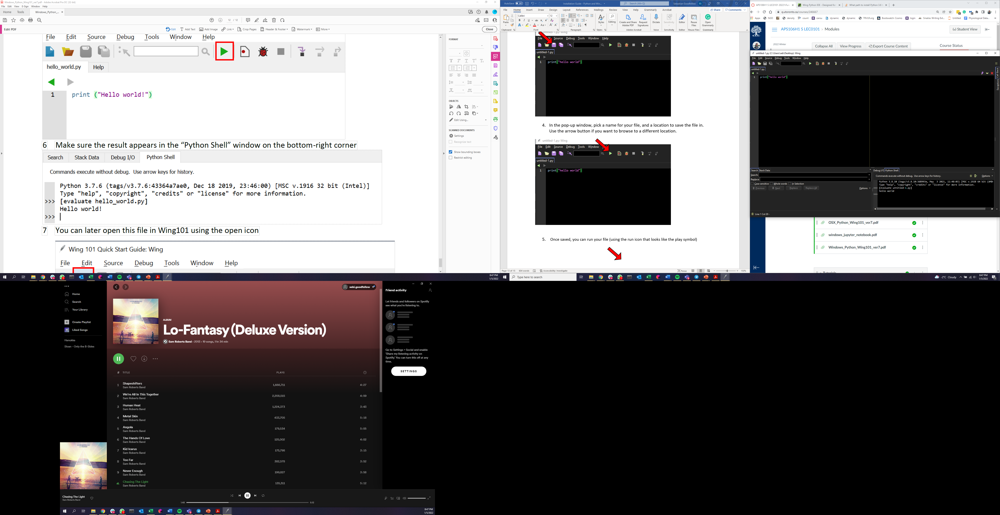 Windows_Python_Wing101_ver7.pdf - Adobe Acrobat Pro DC (32-bit)
File Edit View E-Sign Window Help
Home Tools Windows_Python_... ×
12 / 12
Edit PDF
Edit Add Text Add Image Link Crop Pages Header & Footer Watermark More
Close
File Edit Source Debug Tools Window Help
hello_world.py Help
1 print ("Hello world!")
6 Make sure the result appears in the “Python Shell” window on the bottom-right corner
Search Stack Data Debug I/O Python Shell
Commands execute without debug. Use arrow keys for history.
Python 3.7.6 (tags/v3.7.6:43364a7ae0, Dec 18 2019, 23:46:00) [MSC v.1916 32 bit (Intel)]
Type "help", "copyright", "credits" or "license" for more information.
>>> [evaluate hello_world.py]
Hello world!
>>>
7 You can later open this file in Wing101 using the open icon
Wing 101 Quick Start Guide: Wing
File Edit Source Debug Tools Window Help
FORMAT
OBJECTS
Edit Using...
SCANNED DOCUMENTS
Settings
Recognize text
Show bounding boxes
Restrict editing
8:47 PM
1/5/2022
AutoSave Off
Installation Guide - Python and Win...
Search (Alt+Q)
Sebastian Goodfellow SG
File Home Insert Draw Design Layout References Mailings Review View Help Grammarly Acrobat
Share Comments
Calibri 12
Paste
Styles
Editing
Create and Share Adobe PDF
Request Signatures
Dictate
Sensitivity
Editor
Reuse Files
Open Grammarly
Clipboard Font Paragraph Styles Adobe Acrobat Voice Sensitivity Editor Reuse Files Grammarly
untitled-1.py: Wing
File Edit Source Debug Tools Window Help
untitled-1.py
1 print("hello world")
4. In the pop-up window, pick a name for your file, and a location to save the file in.
Use the arrow button if you want to browse to a different location.
untitled-1.py: Wing
File Edit Source Debug Tools Window
untitled-1.py
1 print("hello world")
5. Once saved, you can run your file (using the run icon that looks like the play symbol)
Page 13 of 15 604 words Accessibility: Investigate
Focus 150%
Type here to search
APS106H1 S LEC0101 20221:Fun
Wing Python IDE - Designed for
What path to install Python 3.6
q.utoronto.ca/courses/246667
Apps NGD density count carou dynamic dynamic TRVLR.org Bootswatch: Cosmo login Sinatra: Writing Ext... Untitled Physiological Data...
APS106H1 S LEC0101 › Modules
Student View
2022 Winter
Collapse All View Progress Export Course Content
Course Status
untitled-1.py (C:\Users\seb\Desktop): Wing
File Edit Source Debug Tools Window Help
untitled-1.py
1 print("hello world")
Call Stack
Exceptions
Search Stack Data
Search:
Replace:
Case sensitive Whole words In Selection
Previous Next Replace Replace All
Options
Debug I/O Python Shell
Commands execute without debug. Use arrow keys for history.
Options
Python 3.8.10 (tags/v3.8.10:3d8993a, May 3 2021, 11:48:03) [MSC v.1928 64 bit (AMD
Type "help", "copyright", "credits" or "license" for more information.
>>> [evaluate untitled-1.py]
hello world
>>>
Line 1 Col 20 -
OSX_Python_Wing101_ver7.pdf
windows_jupyter_notebook.pdf
Windows_Python_Wing101_ver7.pdf
Tutorials
-2°C Cloudy
8:47 PM
1/5/2022
Home
Search
Your Library
Create Playlist
Liked Songs
Hanukka
Sloan - Only the B-Sides
sebi.goodfellow
SAM ROBERTS BAND
LO-FANTASY
ALBUM
Lo-Fantasy (Deluxe Version)
Sam Roberts Band • 2013 • 19 songs, 1 hr 34 min
# TITLE PLAYS
1 Shapeshifters 1,666,711 4:27
Sam Roberts Band
2 We're All In This Together 2,208,515 4:59
Sam Roberts Band
3 Human Heat 1,224,373 3:43
Sam Roberts Band
4 Metal Skin 433,705 5:18
Sam Roberts Band
5 Angola 179,534 5:05
Sam Roberts Band
6 The Hands Of Love 125,002 4:02
Sam Roberts Band
7 Kid Icarus 175,798 3:15
Sam Roberts Band
8 Too Far 382,578 3:52
Sam Roberts Band
9 Never Enough 199,827 3:58
Sam Roberts Band
Chasing The Light 135,311 5:12
Sam Roberts Band
Friend activity
Let friends and followers on Spotify
see what you're listening to.
Go to Settings > Social and enable
'Share my listening activity on
Spotify.' You can turn this off at any
time.
SETTINGS
SAM ROBERTS BAND
LO-FANTASY
Chasing The Light
Sam Roberts Band
1:48 5:12
8:47 PM
1/5/2022